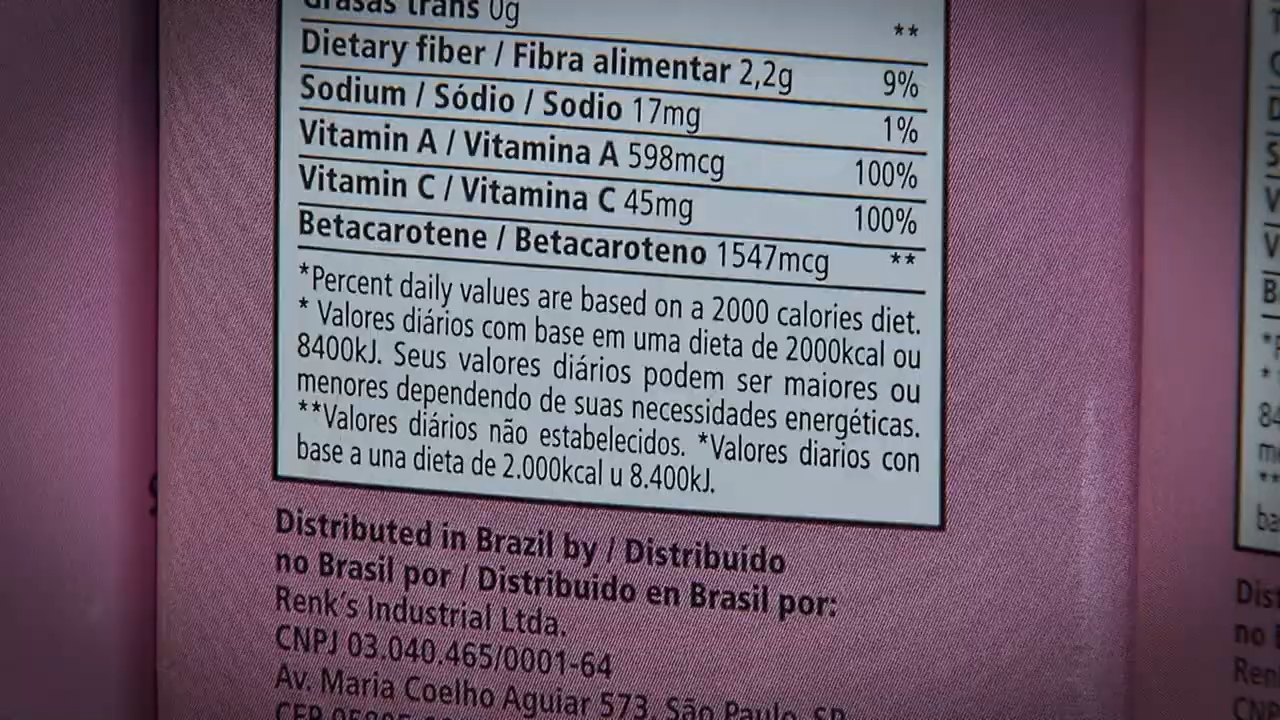 Grasas trans 0g **
Dietary fiber / Fibra alimentar 2,2g 9%
Sodium / Sódio / Sodio 17mg 1%
Vitamin A / Vitamina A 598mcg 100%
Vitamin C / Vitamina C 45mg 100%
Betacarotene / Betacaroteno 1547mcg **
*Percent daily values are based on a 2000 calories diet.
* Valores diários com base em uma dieta de 2000kcal ou
8400kJ. Seus valores diários podem ser maiores ou
menores dependendo de suas necessidades energéticas.
**Valores diários não estabelecidos. *Valores diarios con
base a una dieta de 2.000kcal u 8.400kJ.
Distributed in Brazil by / Distribuído
no Brasil por / Distribuido en Brasil por:
Renk's Industrial Ltda.
CNPJ 03.040.465/0001-64
Av. Maria Coelho Aguiar 573, São Paulo, SP
CEP